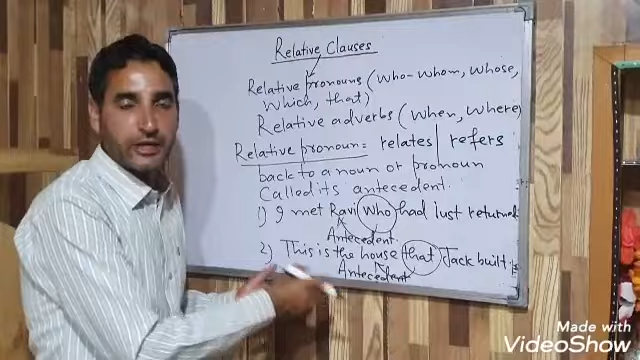 Relative Clauses
Relative pronouns (who-whom, whose,
which, that)
Relative adverbs (when, where)
Relative pronoun = relates | refers
back to a noun or pronoun
Called its antecedent.
1) I met Ravi who had just returned
Antecedent.
2) This is the house that Jack built.
Antecedent
Made with
VideoShow